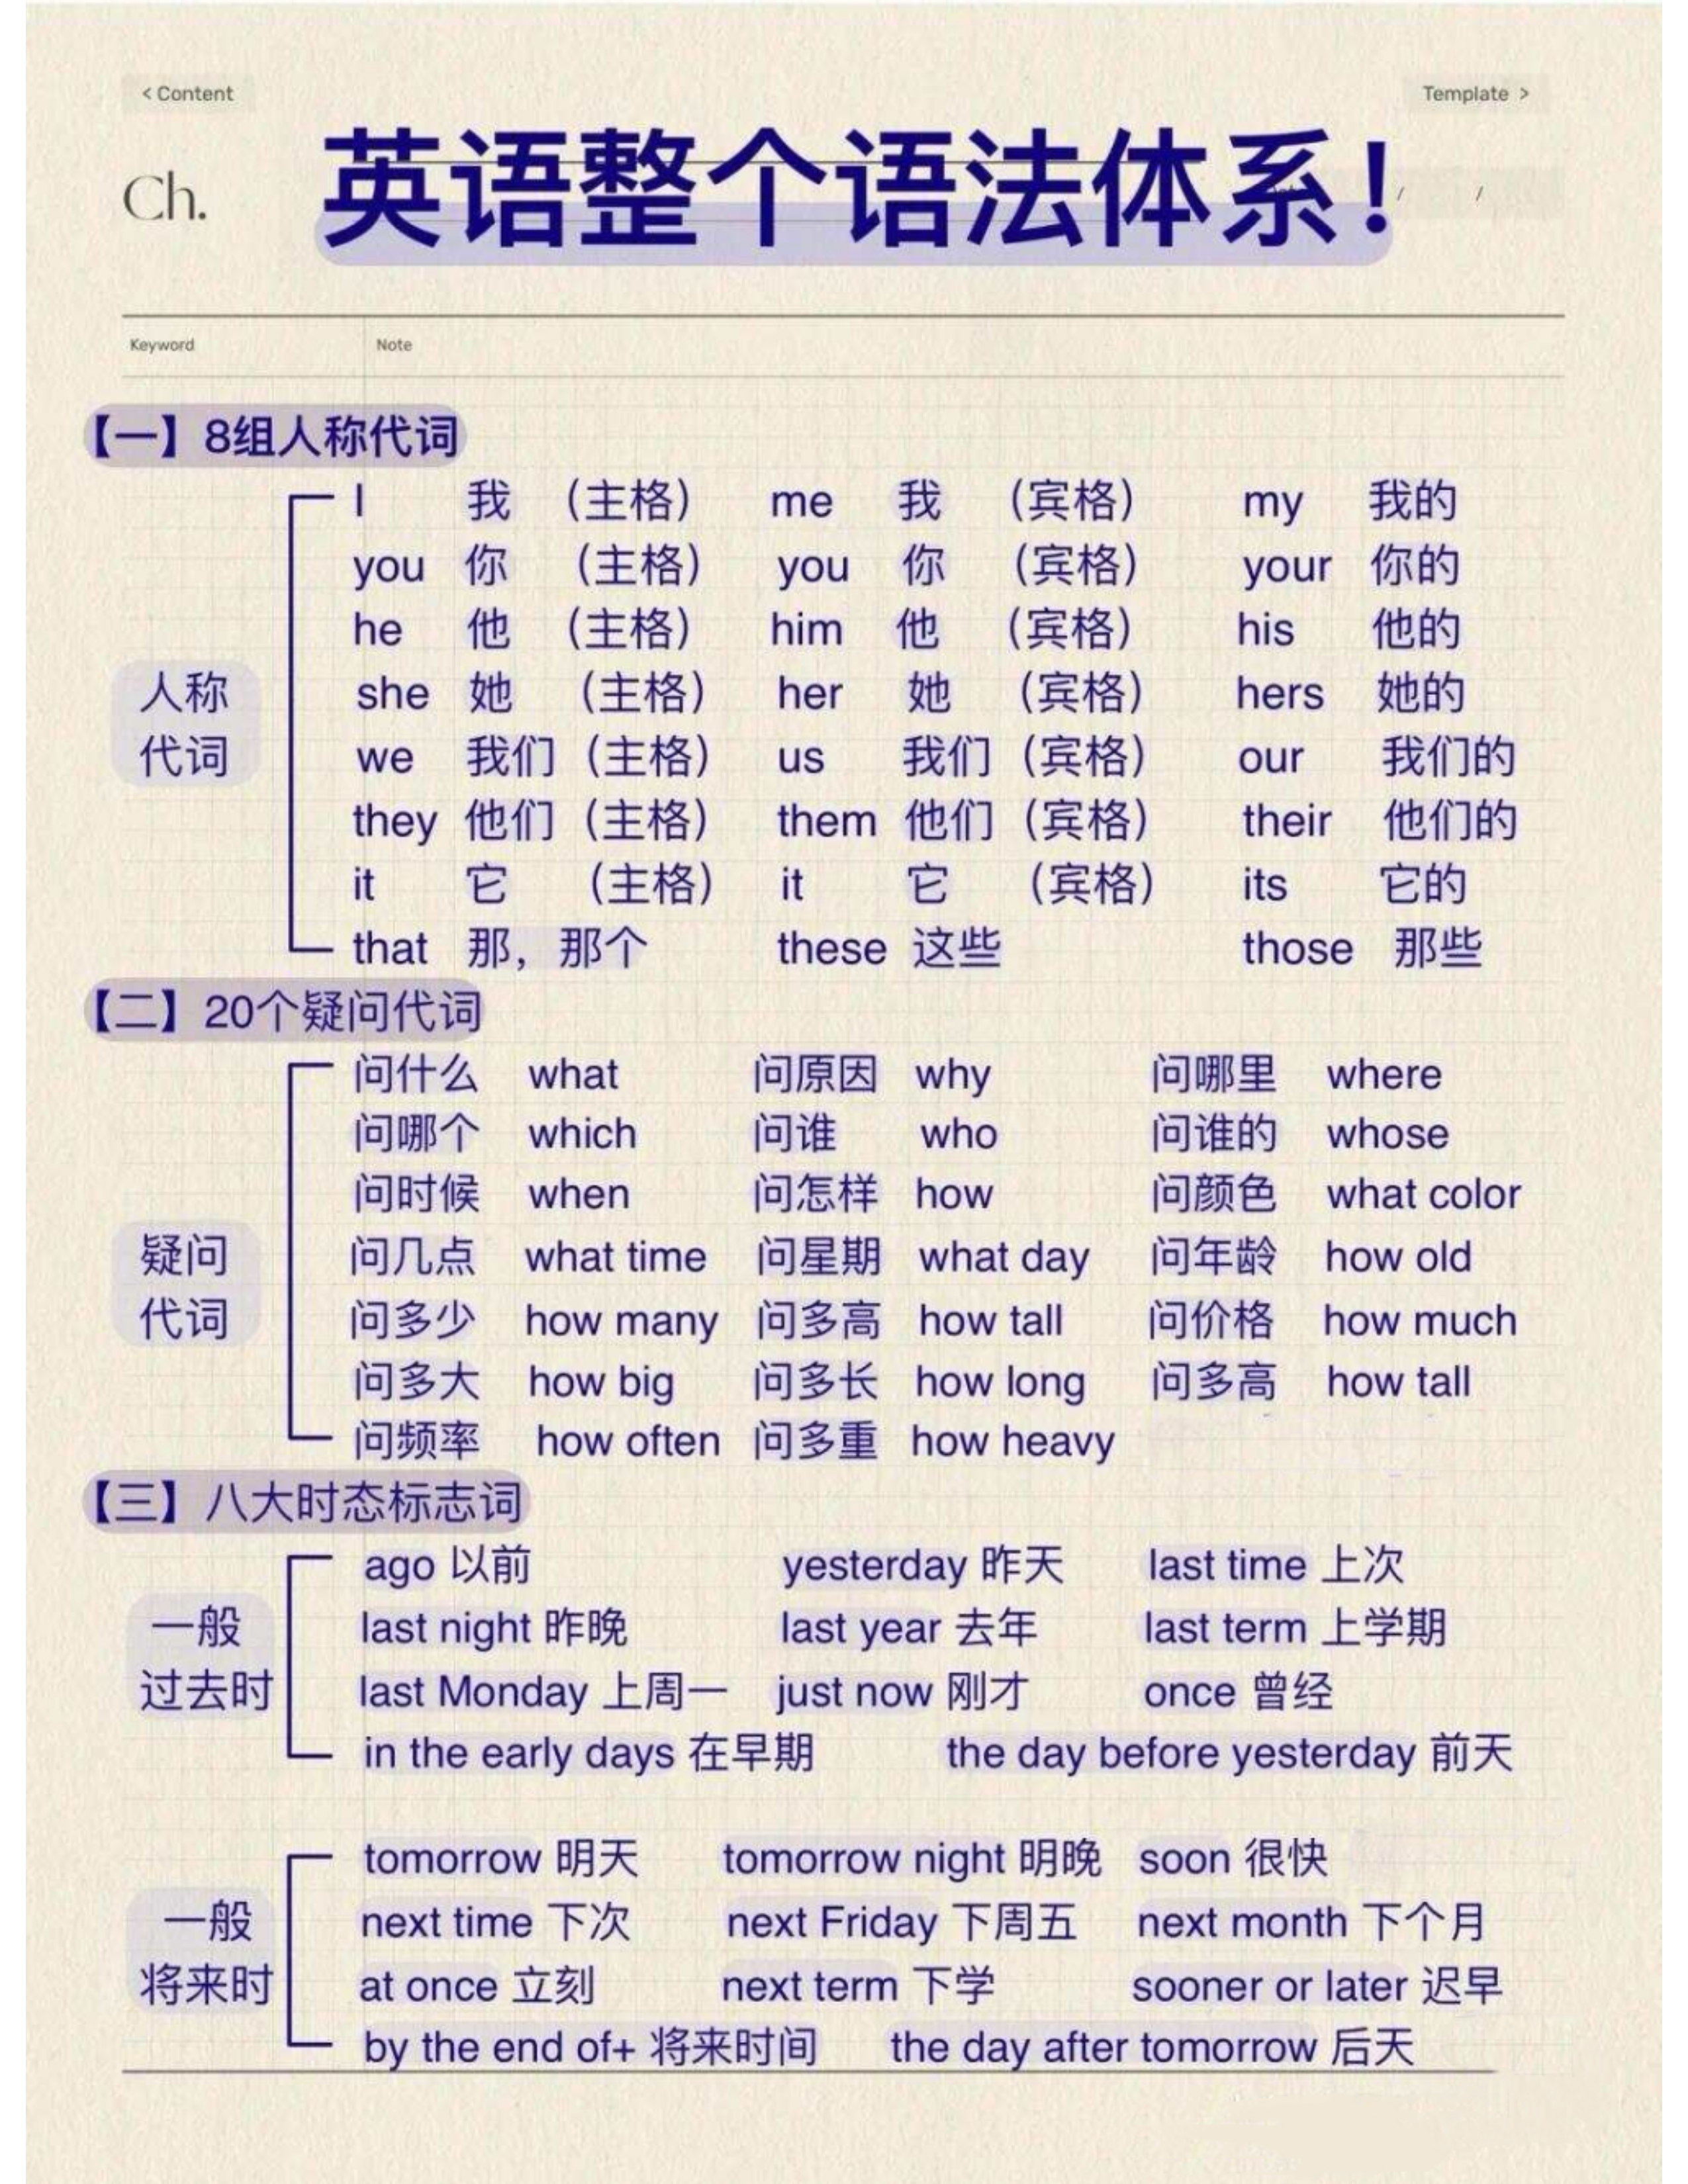 < Content Template >
Ch. 英语整个语法体系! / /
Keyword Note
【一】8组人称代词
I 我 (主格) me 我 (宾格) my 我的
you 你 (主格) you 你 (宾格) your 你的
he 他 (主格) him 他 (宾格) his 他的
she 她 (主格) her 她 (宾格) hers 她的
we 我们 (主格) us 我们 (宾格) our 我们的
they 他们 (主格) them 他们 (宾格) their 他们的
it 它 (主格) it 它 (宾格) its 它的
that 那，那个 these 这些 those 那些
人称
代词
【二】20个疑问代词
问什么 what 问原因 why 问哪里 where
问哪个 which 问谁 who 问谁的 whose
问时候 when 问怎样 how 问颜色 what color
问几点 what time 问星期 what day 问年龄 how old
问多少 how many 问多高 how tall 问价格 how much
问多大 how big 问多长 how long 问多高 how tall
问频率 how often 问多重 how heavy
疑问
代词
【三】八大时态标志词
ago 以前 yesterday 昨天 last time 上次
last night 昨晚 last year 去年 last term 上学期
last Monday 上周一 just now 刚才 once 曾经
in the early days 在早期 the day before yesterday 前天
一般
过去时
tomorrow 明天 tomorrow night 明晚 soon 很快
next time 下次 next Friday 下周五 next month 下个月
at once 立刻 next term 下学 sooner or later 迟早
by the end of+ 将来时间 the day after tomorrow 后天
一般
将来时